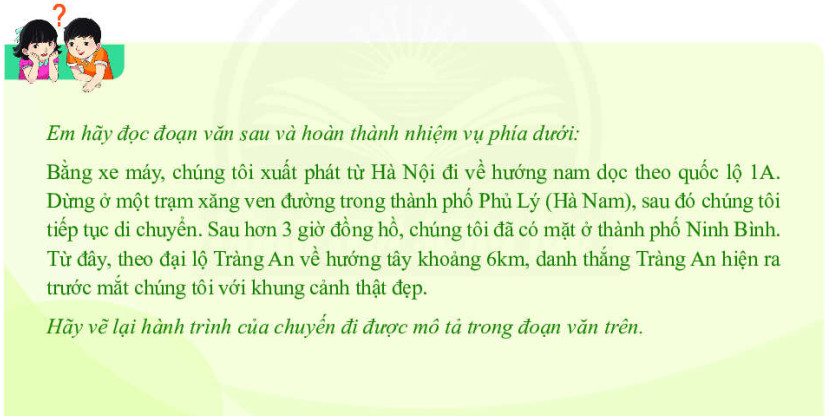 ?
Em hãy đọc đoạn văn sau và hoàn thành nhiệm vụ phía dưới:
Bằng xe máy, chúng tôi xuất phát từ Hà Nội đi về hướng nam dọc theo quốc lộ 1A.
Dừng ở một trạm xăng ven đường trong thành phố Phủ Lý (Hà Nam), sau đó chúng tôi
tiếp tục di chuyển. Sau hơn 3 giờ đồng hồ, chúng tôi đã có mặt ở thành phố Ninh Bình.
Từ đây, theo đại lộ Tràng An về hướng tây khoảng 6km, danh thắng Tràng An hiện ra
trước mắt chúng tôi với khung cảnh thật đẹp.
Hãy vẽ lại hành trình của chuyến đi được mô tả trong đoạn văn trên.